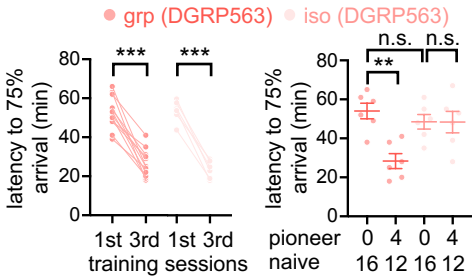 grp (DGRP563) iso (DGRP563)
*** ***
n.s.
** n.s.
latency to 75%
arrival (min)
80
60
40
20
0
1st 3rd 1st 3rd
training sessions
latency to 75%
arrival (min)
80
60
40
20
0
pioneer 0 4 0 4
naive 16 12 16 12